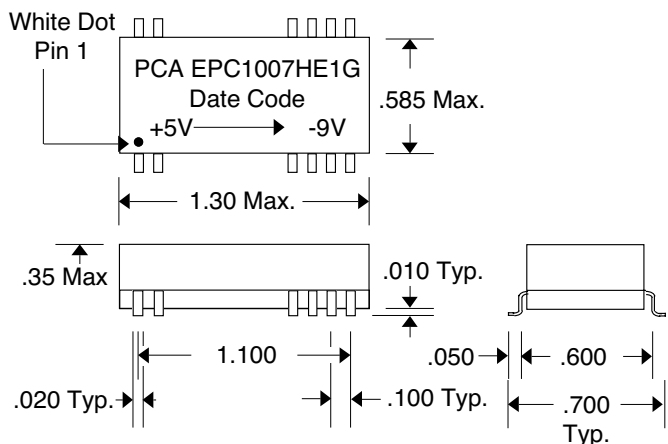 White Dot
Pin 1
PCA EPC1007HE1G
Date Code
+5V -9V
.585 Max.
1.30 Max.
.35 Max
.010 Typ.
1.100
.050
.600
.020 Typ.
.100 Typ.
.700
Typ.